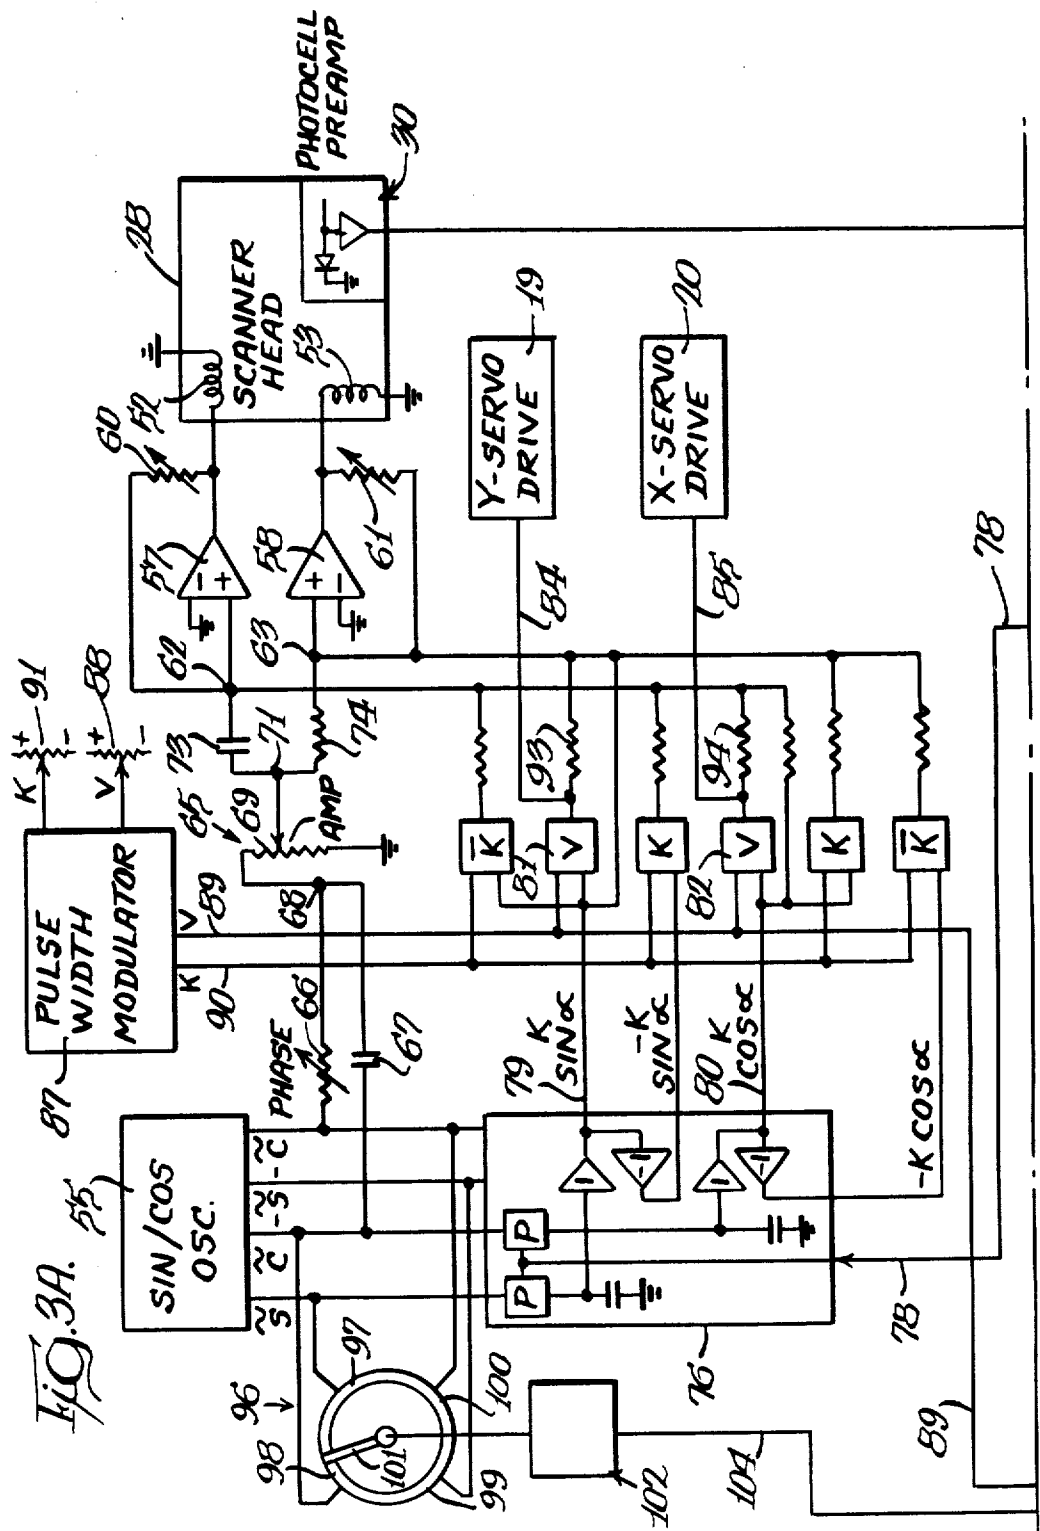 Fig. 3A.
55
SIN/COS
OSC.
S̃
C̃
-S̃
-C̃
87
PULSE
WIDTH
MODULATOR
K
V
K
+
-
91
V
+
-
88
90
89
PHASE
66
67
68
65
69
AMP
71
73
74
62
63
57
-
+
58
+
-
60
61
52
53
28
SCANNER
HEAD
PHOTOCELL
PREAMP
30
96
97
98
99
100
101
102
104
76
P
P
78
78
79
K
SIN α
-K
SIN α
80
K
COS α
-K COS α
K̅
81
V
93
K
82
V
94
K
K̅
84
Y-SERVO
DRIVE
19
85
X-SERVO
DRIVE
20
89